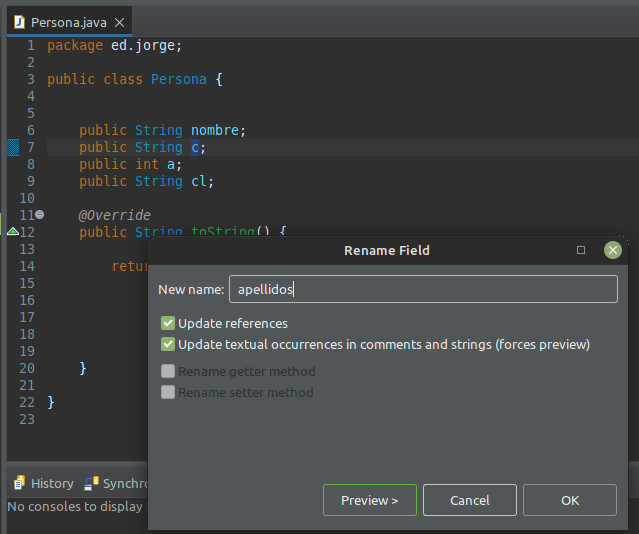 Persona.java
1 package ed.jorge;
2
3 public class Persona {
4
5
6 public String nombre;
7 public String c;
8 public int a;
9 public String cl;
10
11 @Override
12 public String toString() {
13
14 retur
15
16
17
18
19
20 }
21
22 }
23
Rename Field
New name: apellidos
Update references
Update textual occurrences in comments and strings (forces preview)
Rename getter method
Rename setter method
Preview > Cancel OK
History Synchro
No consoles to display